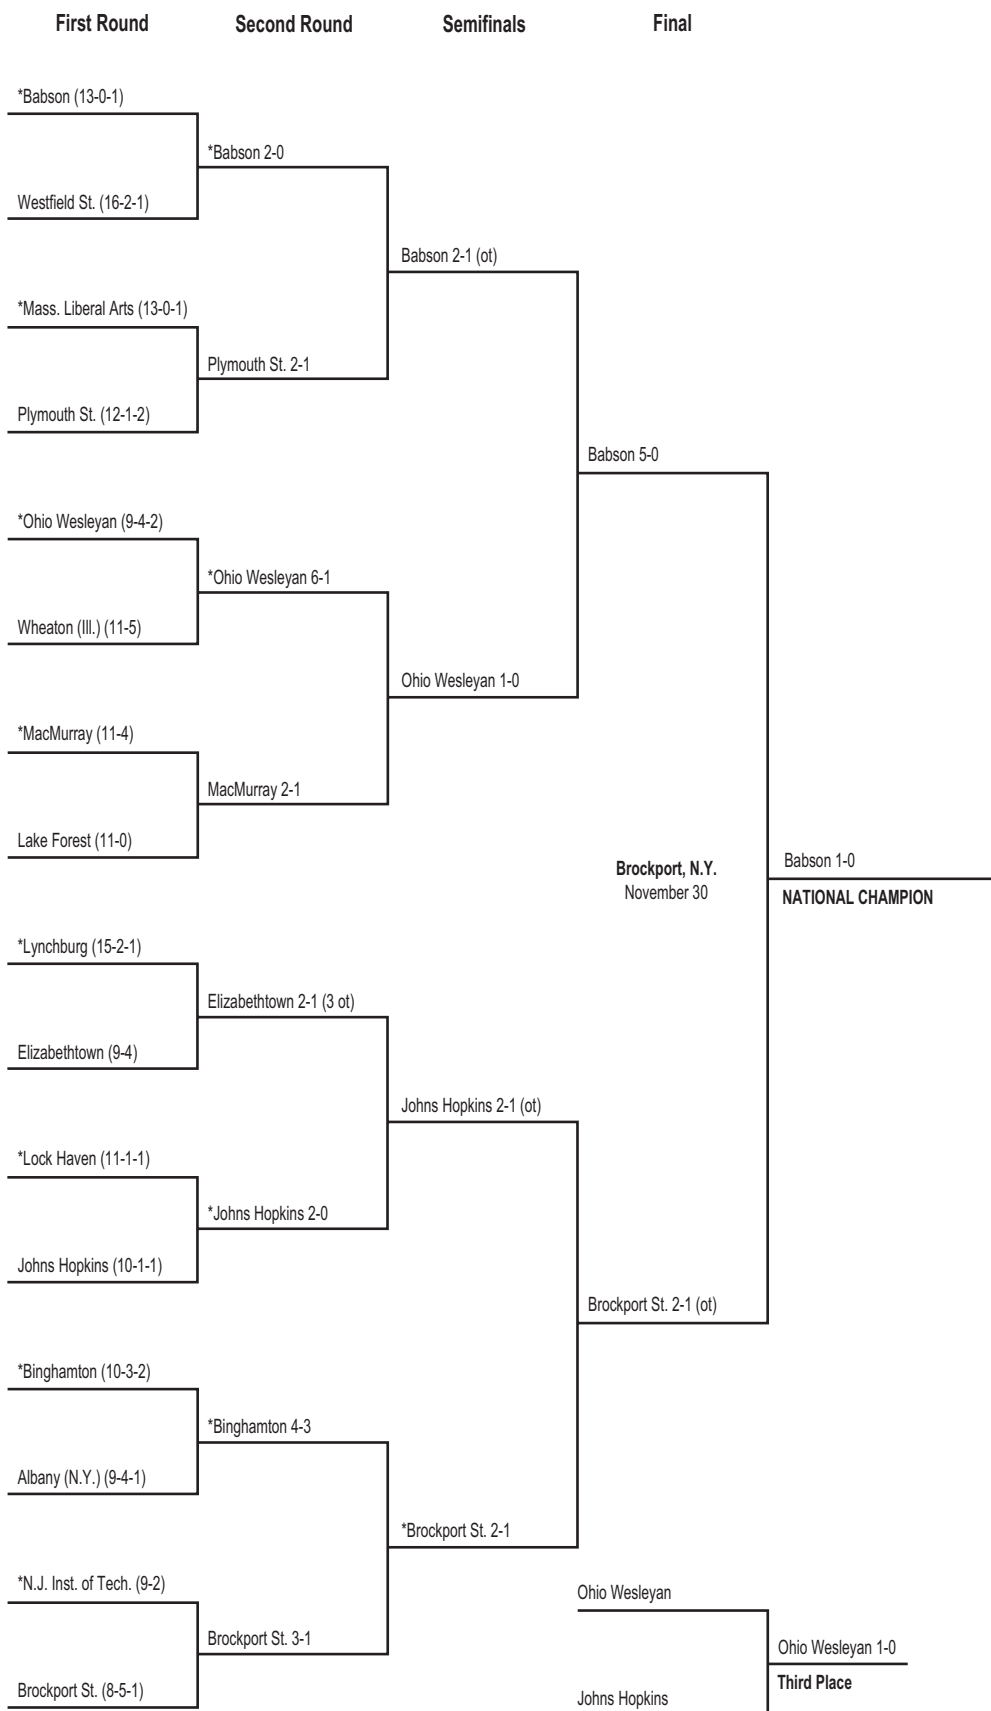 First Round
Second Round
Semifinals
Final
*Babson (13-0-1)
*Babson 2-0
Westfield St. (16-2-1)
Babson 2-1 (ot)
*Mass. Liberal Arts (13-0-1)
Plymouth St. 2-1
Plymouth St. (12-1-2)
Babson 5-0
*Ohio Wesleyan (9-4-2)
*Ohio Wesleyan 6-1
Wheaton (Ill.) (11-5)
Ohio Wesleyan 1-0
*MacMurray (11-4)
MacMurray 2-1
Lake Forest (11-0)
Brockport, N.Y.
November 30
Babson 1-0
NATIONAL CHAMPION
*Lynchburg (15-2-1)
Elizabethtown 2-1 (3 ot)
Elizabethtown (9-4)
Johns Hopkins 2-1 (ot)
*Lock Haven (11-1-1)
*Johns Hopkins 2-0
Johns Hopkins (10-1-1)
Brockport St. 2-1 (ot)
*Binghamton (10-3-2)
*Binghamton 4-3
Albany (N.Y.) (9-4-1)
*Brockport St. 2-1
*N.J. Inst. of Tech. (9-2)
Brockport St. 3-1
Brockport St. (8-5-1)
Ohio Wesleyan
Ohio Wesleyan 1-0
Third Place
Johns Hopkins